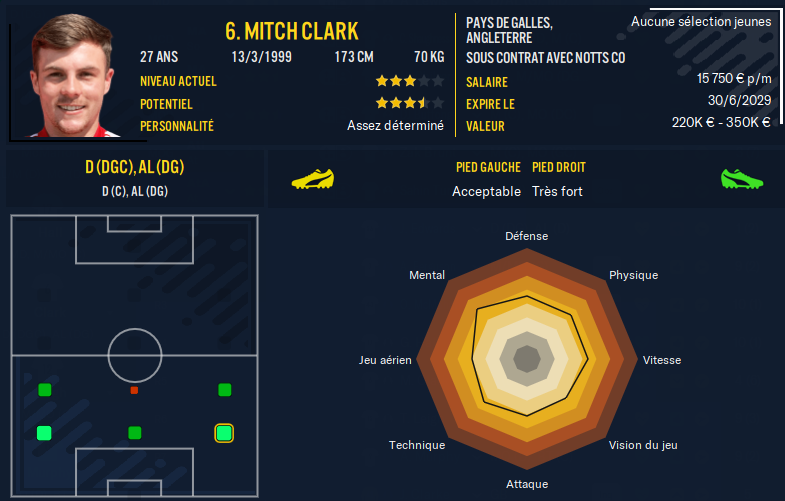 6. MITCH CLARK
27 ANS 13/3/1999 173 CM 70 KG
NIVEAU ACTUEL
POTENTIEL
PERSONNALITÉ Assez déterminé
PAYS DE GALLES,
ANGLETERRE
Aucune sélection jeunes
SOUS CONTRAT AVEC NOTTS CO
SALAIRE 15 750 € p/m
EXPIRE LE 30/6/2029
VALEUR 220K € - 350K €
D (DGC), AL (DG)
D (C), AL (DG)
PIED GAUCHE PIED DROIT
Acceptable Très fort
Défense
Mental Physique
Jeu aérien Vitesse
Technique Vision du jeu
Attaque